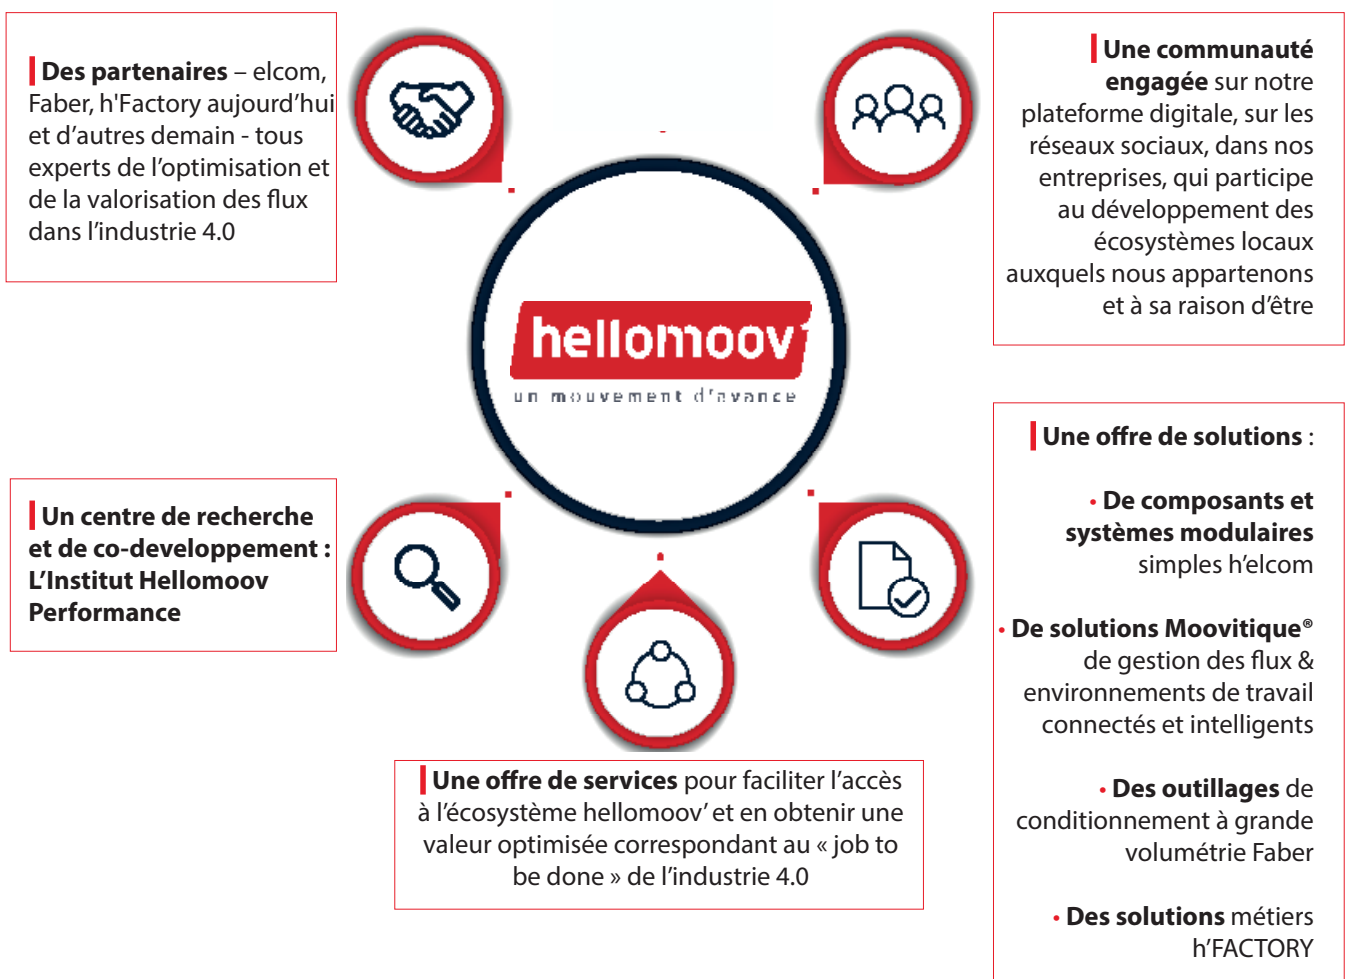 Des partenaires – elcom,
Faber, h'Factory aujourd’hui
et d’autres demain - tous
experts de l’optimisation et
de la valorisation des flux
dans l’industrie 4.0
Une communauté
engagée sur notre
plateforme digitale, sur les
réseaux sociaux, dans nos
entreprises, qui participe
au développement des
écosystèmes locaux
auxquels nous appartenons
et à sa raison d’être
hellomoov’
un mouvement d’avance
Un centre de recherche
et de co-developpement :
L’Institut Hellomoov
Performance
Une offre de services pour faciliter l’accès
à l’écosystème hellomoov’ et en obtenir une
valeur optimisée correspondant au « job to
be done » de l’industrie 4.0
Une offre de solutions :
• De composants et
systèmes modulaires
simples h’elcom
• De solutions Moovitique®
de gestion des flux &
environnements de travail
connectés et intelligents
• Des outillages de
conditionnement à grande
volumétrie Faber
• Des solutions métiers
h’FACTORY